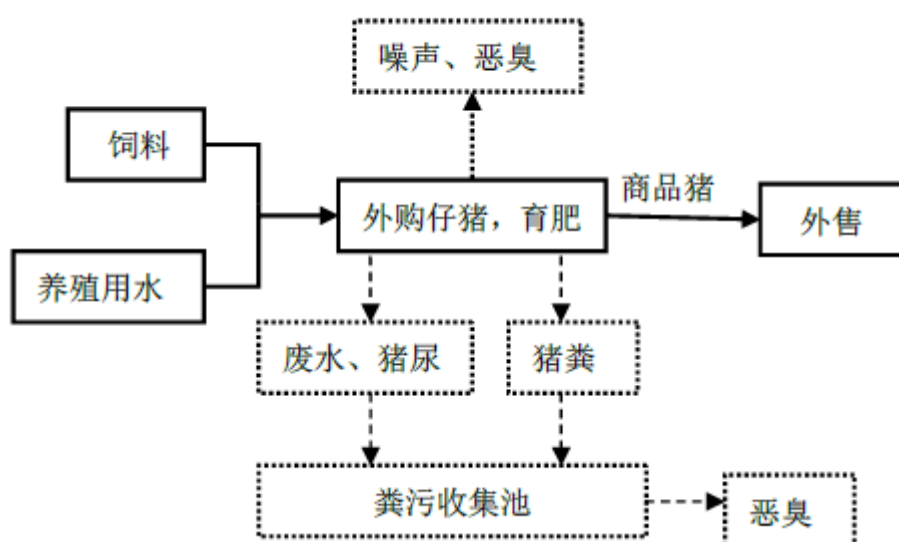 噪声、恶臭
饲料
商品猪
外购仔猪，育肥
外售
养殖用水
废水、猪尿
猪粪
粪污收集池
恶臭